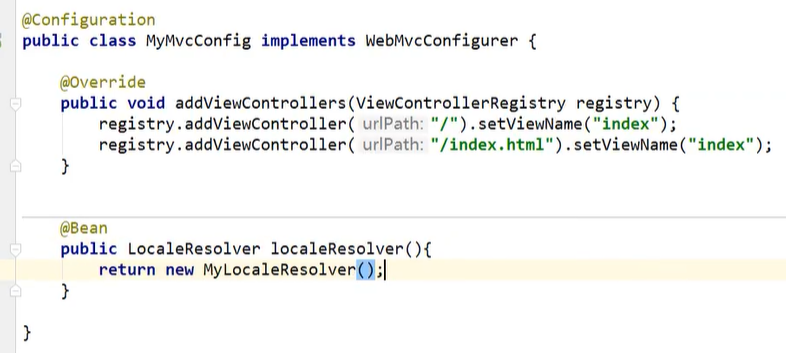 @Configuration
public class MyMvcConfig implements WebMvcConfigurer {
@Override
public void addViewControllers(ViewControllerRegistry registry) {
registry.addViewController( urlPath: "/").setViewName("index");
registry.addViewController( urlPath: "/index.html").setViewName("index");
}
@Bean
public LocaleResolver localeResolver(){
return new MyLocaleResolver();
}
}